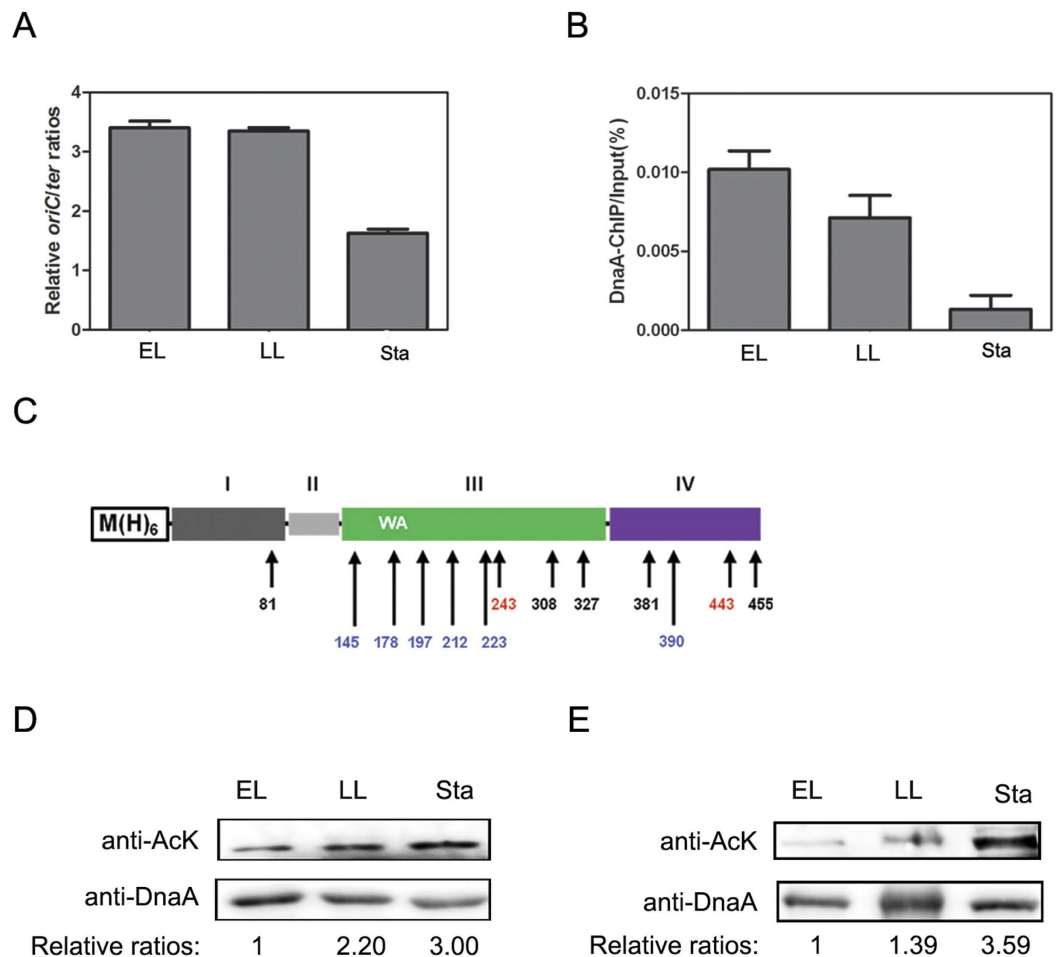 A
Relative oriC/ter ratios
4
3
2
1
0
EL LL Sta
B
DnaA-ChIP/Input(%)
0.015
0.010
0.005
0.000
EL LL Sta
C
I II III IV
M(H)6 WA
81 243 308 327 381 443 455
145 178 197 212 223 390
D
EL LL Sta
anti-AcK
anti-DnaA
Relative ratios: 1 2.20 3.00
E
EL LL Sta
anti-AcK
anti-DnaA
Relative ratios: 1 1.39 3.59